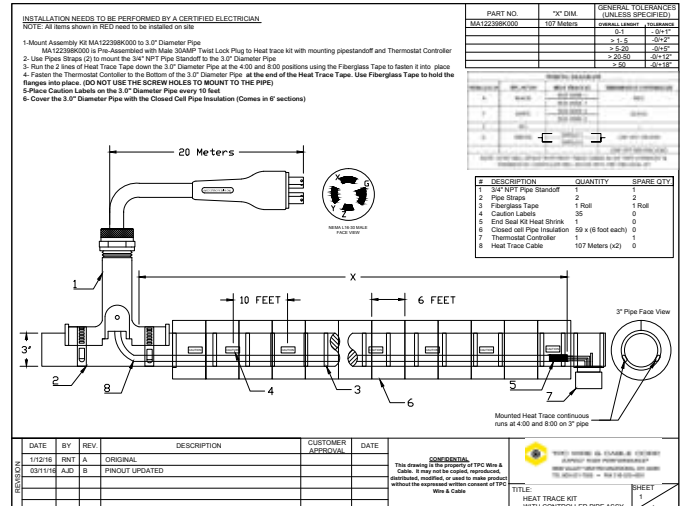 INSTALLATION NEEDS TO BE PERFORMED BY A CERTIFIED ELECTRICIAN
NOTE: All items shown in RED need to be installed on site
1-Mount Assembly Kit MA122398K000 to 3.0" Diameter Pipe
MA122398K000 is Pre-Assembled with Male 30AMP Twist Lock Plug to Heat trace kit with mounting pipestandoff and Thermostat Controller
2- Use Pipes Straps (2) to mount the 3/4" NPT Pipe Standoff to the 3.0" Diameter Pipe
3- Run the 2 lines of Heat Trace Tape down the 3.0" Diameter Pipe at the 4:00 and 8:00 positions using the Fiberglass Tape to fasten it into place
4- Fasten the Thermostat Controller to the Bottom of the 3.0" Diameter Pipe at the end of the Heat Trace Tape. Use Fiberglass Tape to hold the
flanges into place. (DO NOT USE THE SCREW HOLES TO MOUNT TO THE PIPE)
5-Place Caution Labels on the 3.0" Diameter Pipe every 10 feet
6- Cover the 3.0" Diameter Pipe with the Closed Cell Pipe Insulation (Comes in 6' sections)
PART NO. "X" DIM. GENERAL TOLERANCES
(UNLESS SPECIFIED)
MA122398K000 107 Meters OVERALL LENGHT TOLERANCE
0-1 - 0/+1"
> 1- 5 -0/+2"
> 5-20 -0/+5"
> 20-50 -0/+12"
> 50 -0/+18"
# DESCRIPTION QUANTITY SPARE QTY.
1 3/4" NPT Pipe Standoff 1 1
2 Pipe Straps 2 2
3 Fiberglass Tape 1 Roll 1 Roll
4 Caution Labels 35 0
5 End Seal Kit Heat Shrink 1 0
6 Closed cell Pipe Insulation 59 x (6 foot each) 0
7 Thermostat Controller 1 1
8 Heat Trace Cable 107 Meters (x2) 0
20 Meters
X
G
Y
Z
NEMA L16-30 MALE
FACE VIEW
1
X
10 FEET
6 FEET
3" Pipe Face View
3"
2
8
4
3
6
5
7
Mounted Heat Trace continuous
runs at 4:00 and 8:00 on 3" pipe
REVISION
DATE BY REV. DESCRIPTION CUSTOMER APPROVAL DATE
1/12/16 RNT A ORIGINAL
03/11/16 AJD B PINOUT UPDATED
CONFIDENTIAL
This drawing is the property of TPC Wire &
Cable. It may not be copied, reproduced,
distributed, modified, or used to make product
without the expressed written consent of TPC
Wire & Cable
TPC WIRE & CABLE CORP.
TITLE:
HEAT TRACE KIT
WITH CONTROLLER PIPE ASSY
SHEET
1